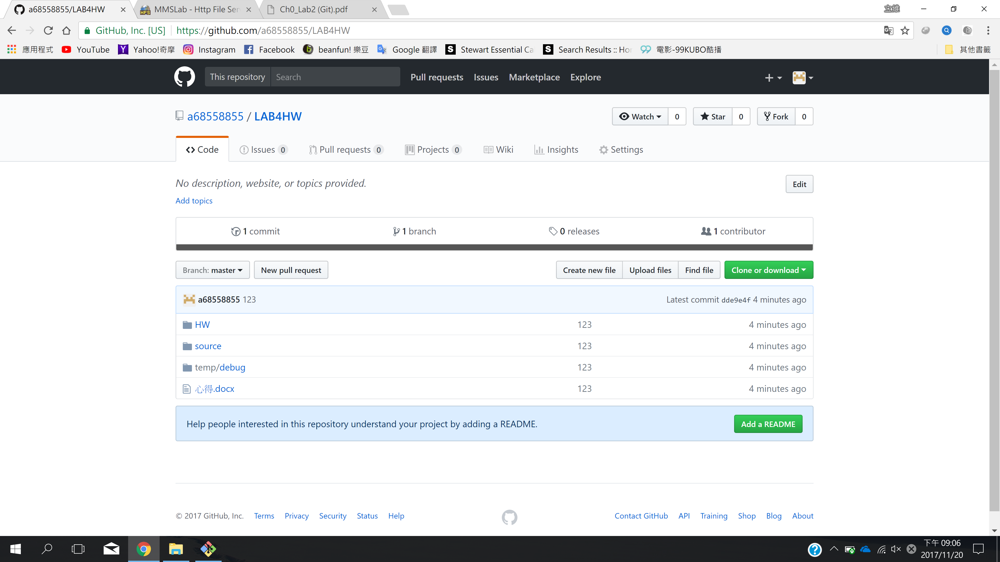 a68558855/LAB4HW
MMSLab - Http File Ser
Ch0_Lab2 (Git).pdf
立維
GitHub, Inc. [US]
https://github.com/a68558855/LAB4HW
應用程式
YouTube
Yahoo!奇摩
Instagram
Facebook
beanfun! 樂豆
Google 翻譯
Stewart Essential Ca
Search Results :: Hor
電影-99KUBO酷播
其他書籤
This repository
Search
Pull requests
Issues
Marketplace
Explore
a68558855 / LAB4HW
Watch
0
Star
0
Fork
0
Code
Issues 0
Pull requests 0
Projects 0
Wiki
Insights
Settings
No description, website, or topics provided.
Edit
Add topics
1 commit
1 branch
0 releases
1 contributor
Branch: master
New pull request
Create new file
Upload files
Find file
Clone or download
a68558855 123
Latest commit dde9e4f 4 minutes ago
HW
123
4 minutes ago
source
123
4 minutes ago
temp/debug
123
4 minutes ago
心得.docx
123
4 minutes ago
Help people interested in this repository understand your project by adding a README.
Add a README
© 2017 GitHub, Inc.
Terms
Privacy
Security
Status
Help
Contact GitHub
API
Training
Shop
Blog
About
下午 09:06
2017/11/20